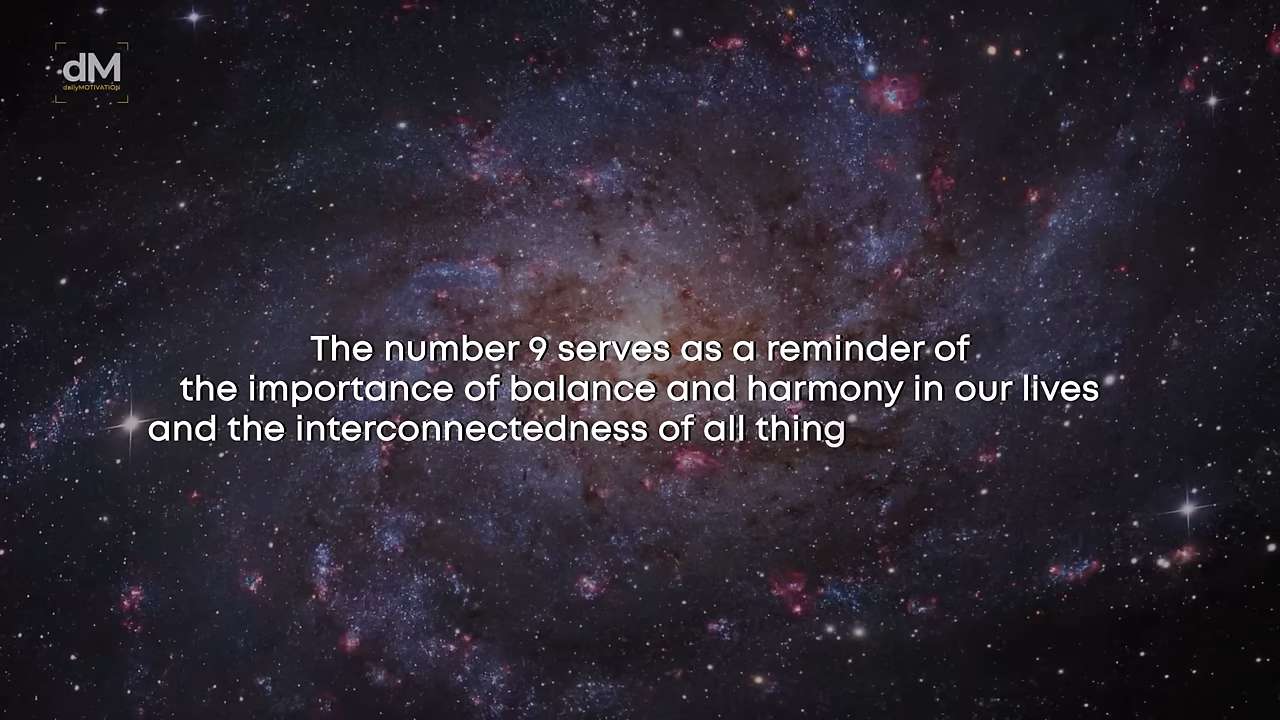 dM
dailyMOTIVATION
The number 9 serves as a reminder of
the importance of balance and harmony in our lives
and the interconnectedness of all thing